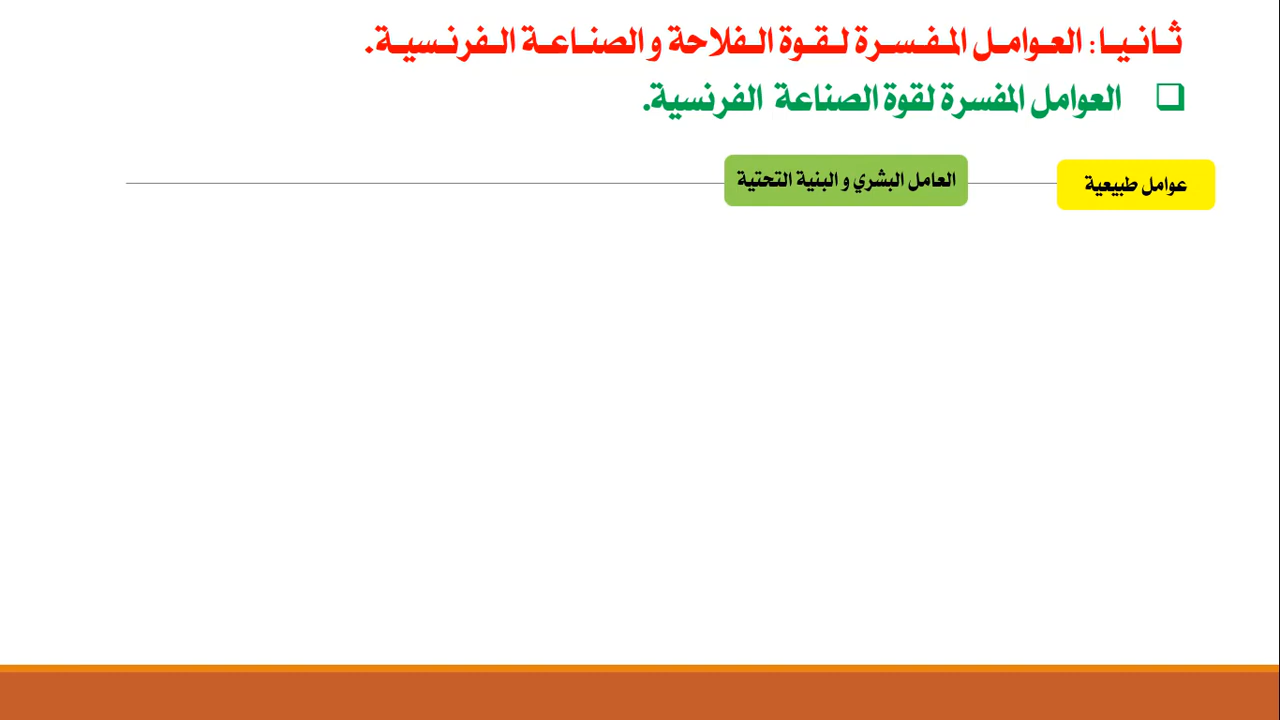 ثانيا: العوامل المفسرة لقوة الفلاحة و الصناعة الفرنسية.
❑ العوامل المفسرة لقوة الصناعة الفرنسية.
عوامل طبيعية
العامل البشري و البنية التحتية